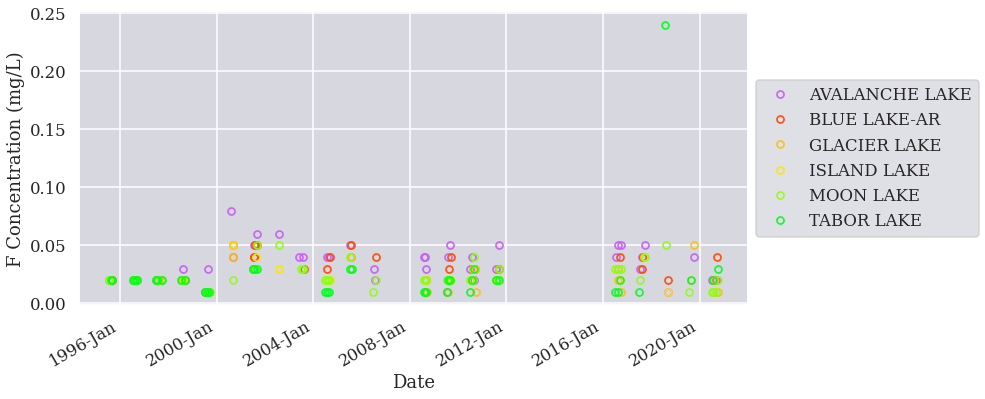 F Concentration (mg/L)
0.25
0.20
0.15
0.10
0.05
0.00
1996-Jan
2000-Jan
2004-Jan
2008-Jan
2012-Jan
2016-Jan
2020-Jan
Date
AVALANCHE LAKE
BLUE LAKE-AR
GLACIER LAKE
ISLAND LAKE
MOON LAKE
TABOR LAKE